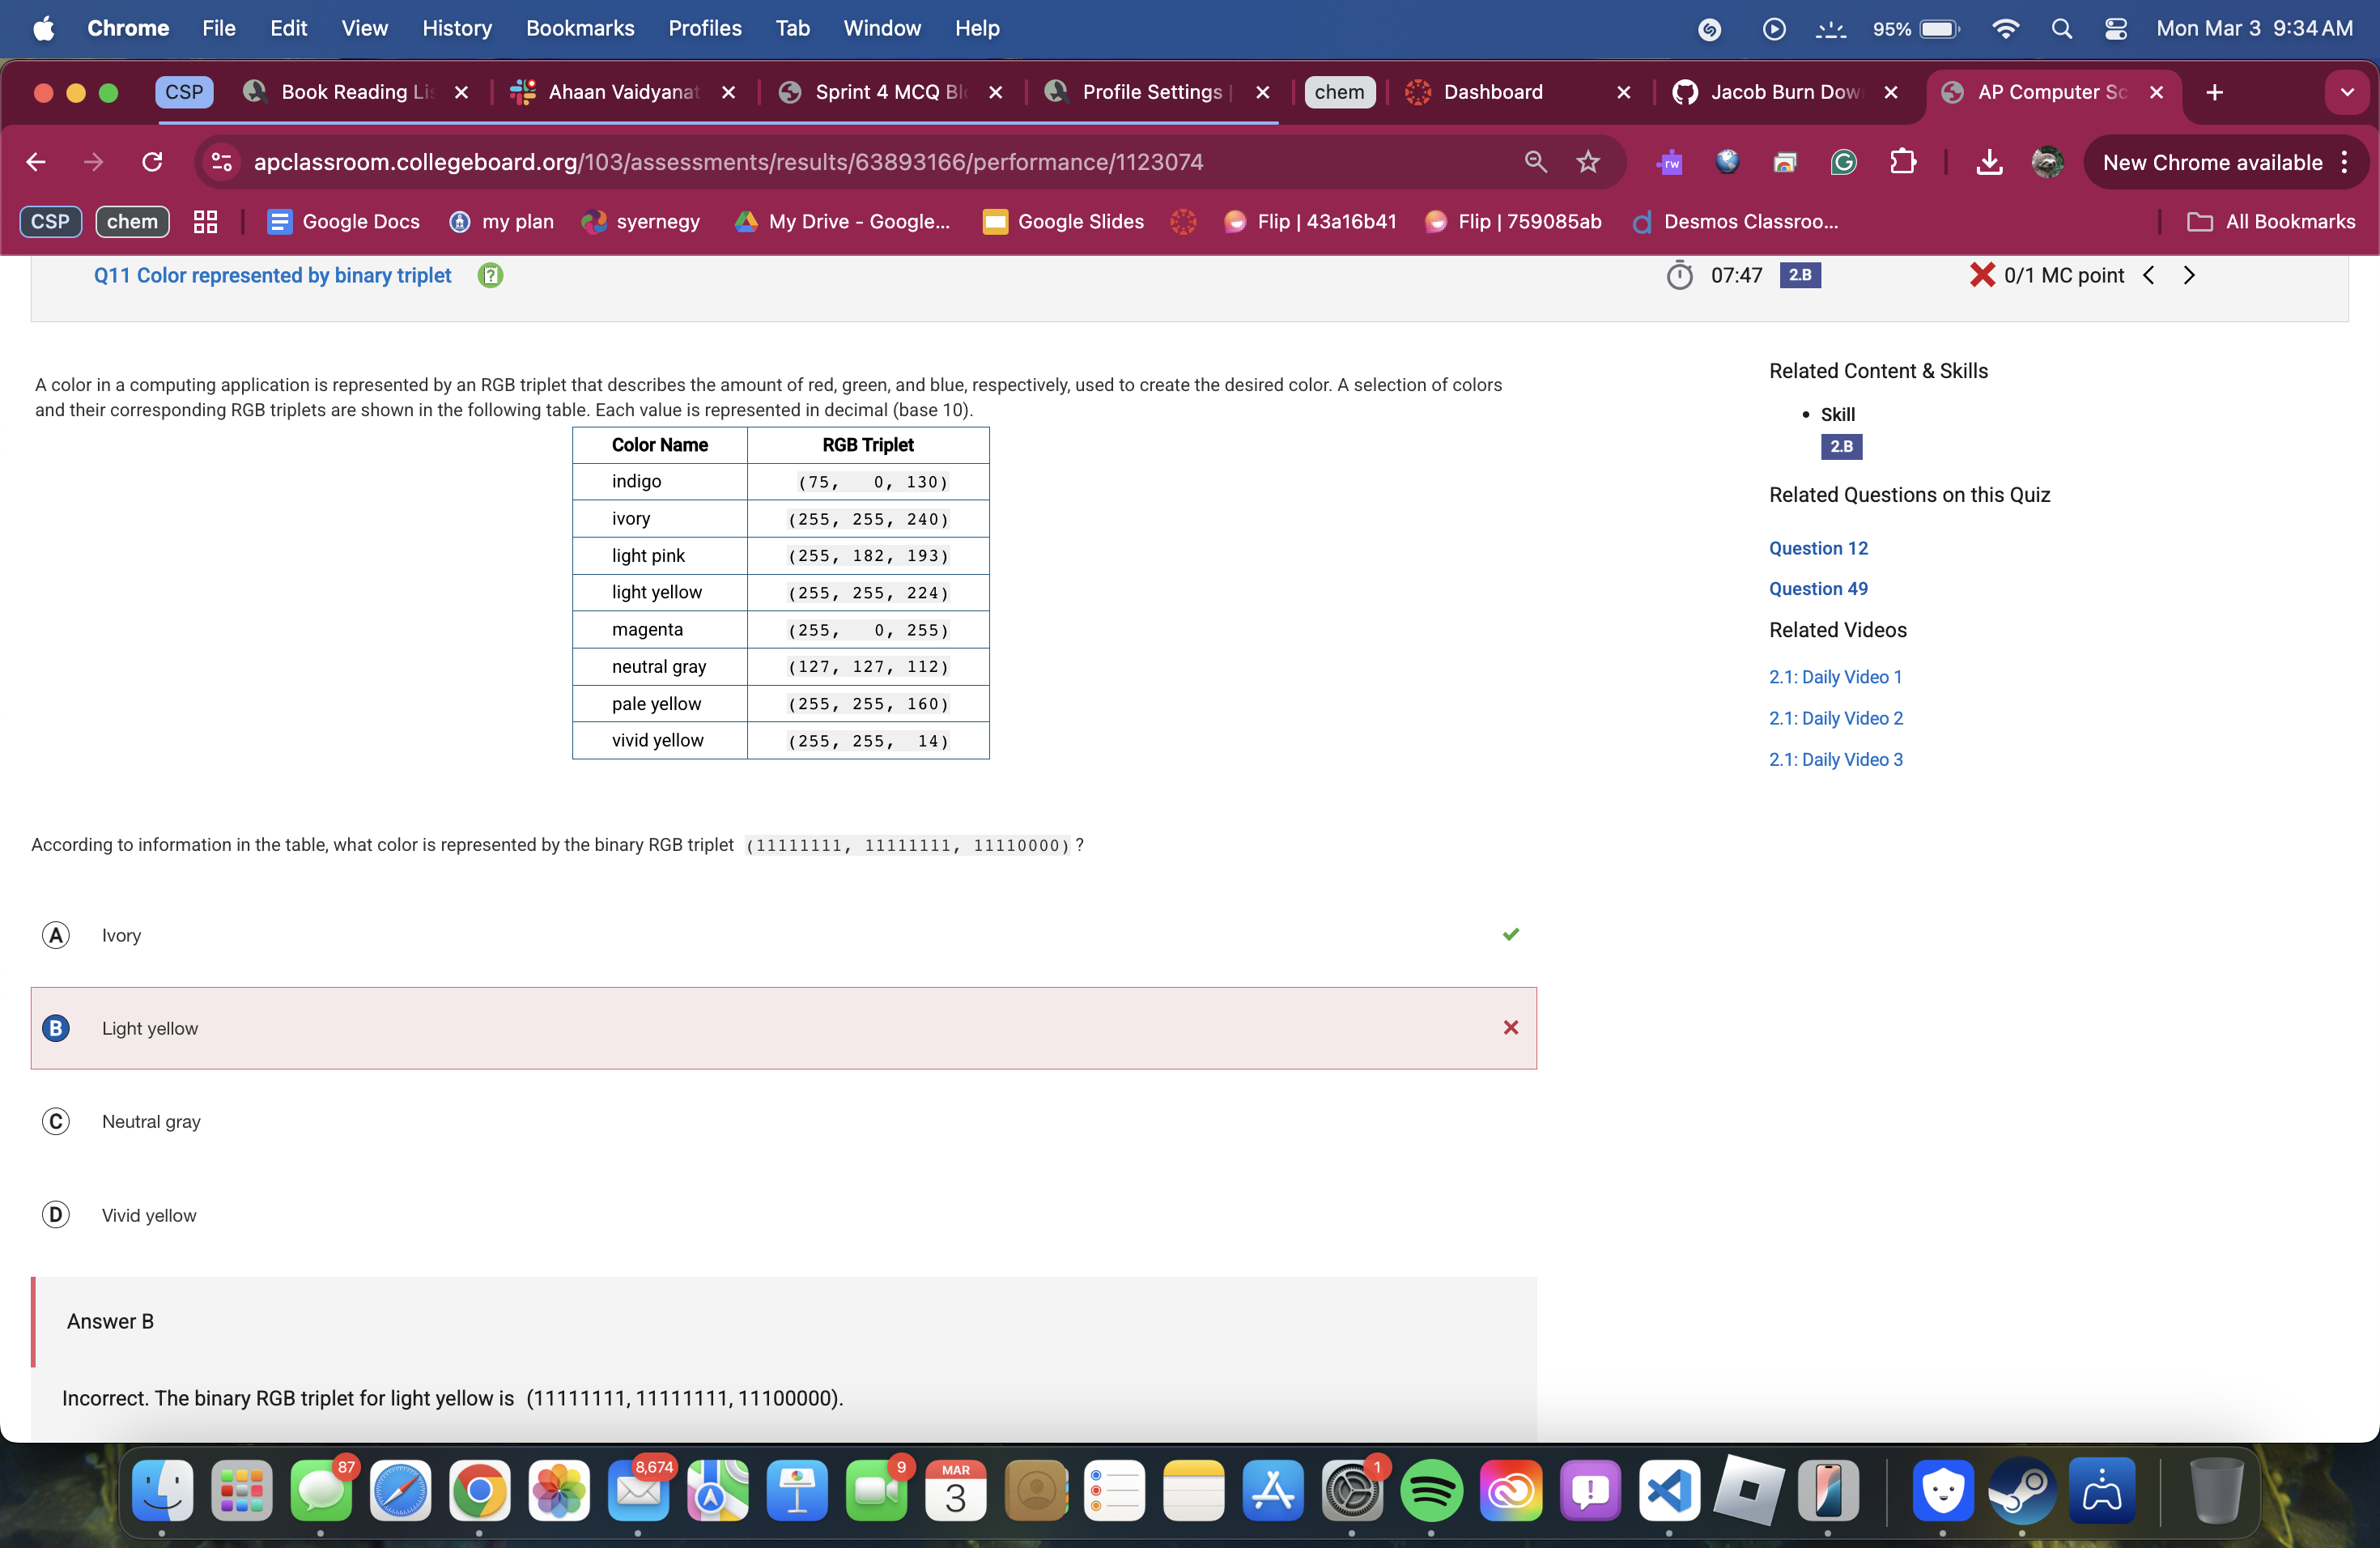 Chrome File Edit View History Bookmarks Profiles Tab Window Help 95% Mon Mar 3 9:34 AM
CSP Book Reading Lis Ahaan Vaidyanat Sprint 4 MCQ Blo Profile Settings | chem Dashboard Jacob Burn Dow AP Computer Sc
apclassroom.collegeboard.org/103/assessments/results/63893166/performance/1123074 rw New Chrome available
CSP chem Google Docs my plan syernegy My Drive - Google... Google Slides Flip | 43a16b41 Flip | 759085ab Desmos Classroo... All Bookmarks
Q11 Color represented by binary triplet 07:47 2.B 0/1 MC point
A color in a computing application is represented by an RGB triplet that describes the amount of red, green, and blue, respectively, used to create the desired color. A selection of colors
and their corresponding RGB triplets are shown in the following table. Each value is represented in decimal (base 10).
Color Name RGB Triplet
indigo (75, 0, 130)
ivory (255, 255, 240)
light pink (255, 182, 193)
light yellow (255, 255, 224)
magenta (255, 0, 255)
neutral gray (127, 127, 112)
pale yellow (255, 255, 160)
vivid yellow (255, 255, 14)
According to information in the table, what color is represented by the binary RGB triplet (11111111, 11111111, 11110000) ?
A Ivory
B Light yellow
C Neutral gray
D Vivid yellow
Answer B
Incorrect. The binary RGB triplet for light yellow is (11111111, 11111111, 11100000).
Related Content & Skills
• Skill
2.B
Related Questions on this Quiz
Question 12
Question 49
Related Videos
2.1: Daily Video 1
2.1: Daily Video 2
2.1: Daily Video 3
87 8,674 9 MAR 3 1